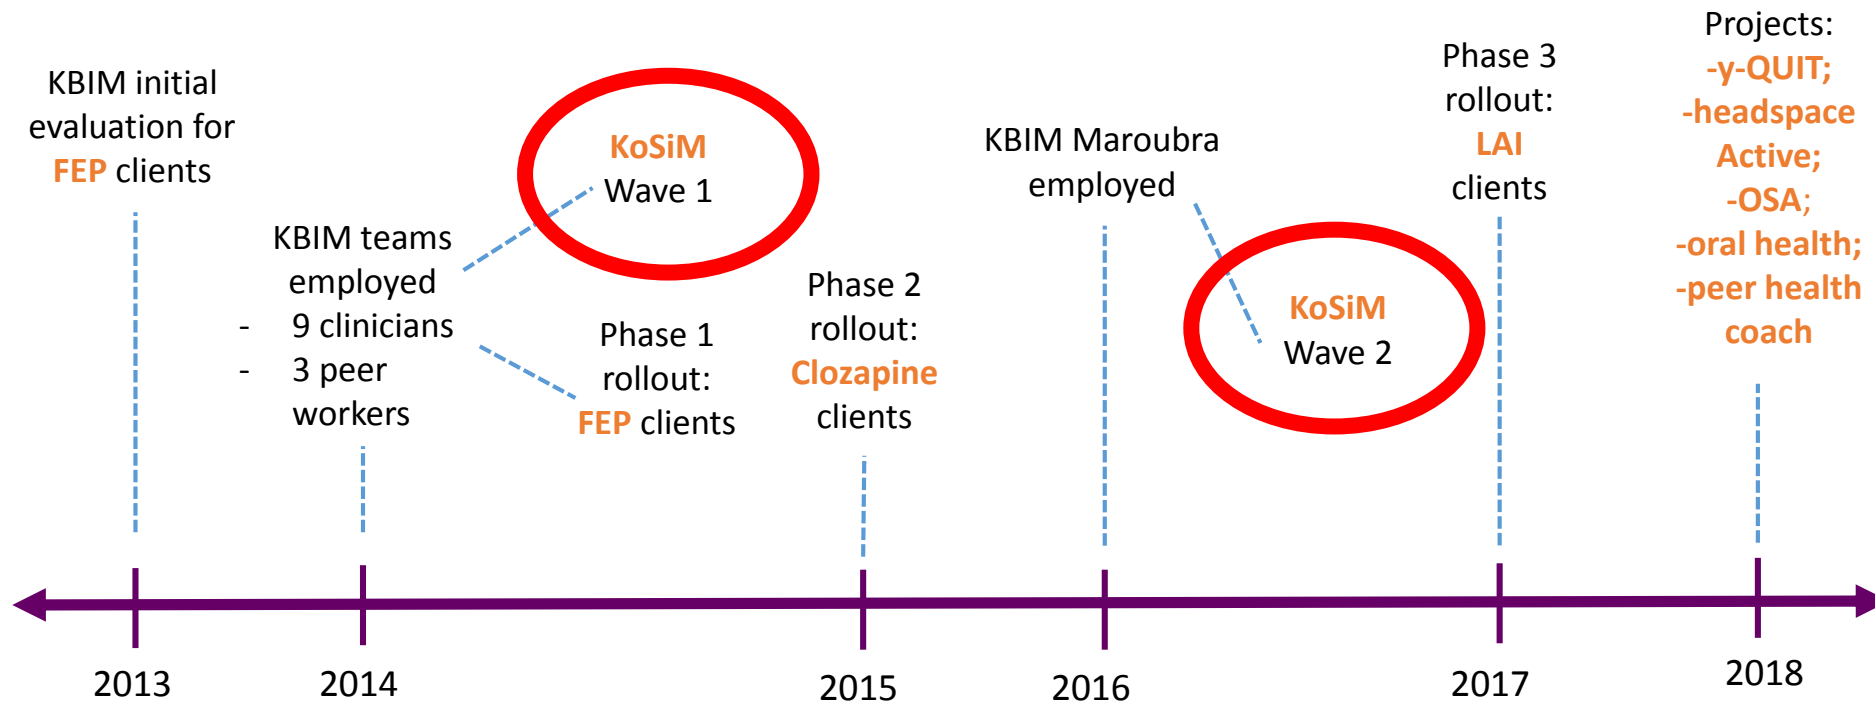 KBIM initial
evaluation for
FEP clients
KBIM teams
employed
- 9 clinicians
- 3 peer
workers
KoSiM
Wave 1
Phase 1
rollout:
FEP clients
Phase 2
rollout:
Clozapine
clients
KBIM Maroubra
employed
KoSiM
Wave 2
Phase 3
rollout:
LAI
clients
Projects:
-y-QUIT;
-headspace
Active;
-OSA;
-oral health;
-peer health
coach
2013
2014
2015
2016
2017
2018